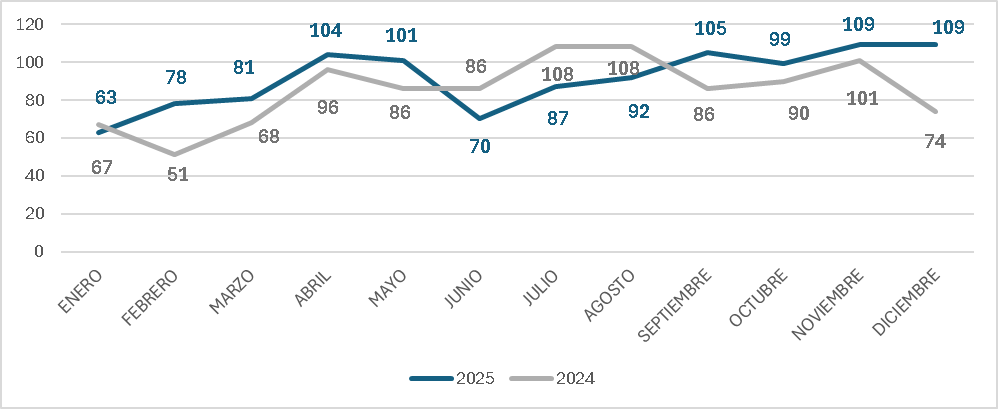 120
100
80
60
40
20
0
63
78
81
104
101
70
87
92
105
99
109
109
67
51
68
96
86
86
108
108
86
90
101
74
ENERO
FEBRERO
MARZO
ABRIL
MAYO
JUNIO
JULIO
AGOSTO
SEPTIEMBRE
OCTUBRE
NOVIEMBRE
DICIEMBRE
2025
2024